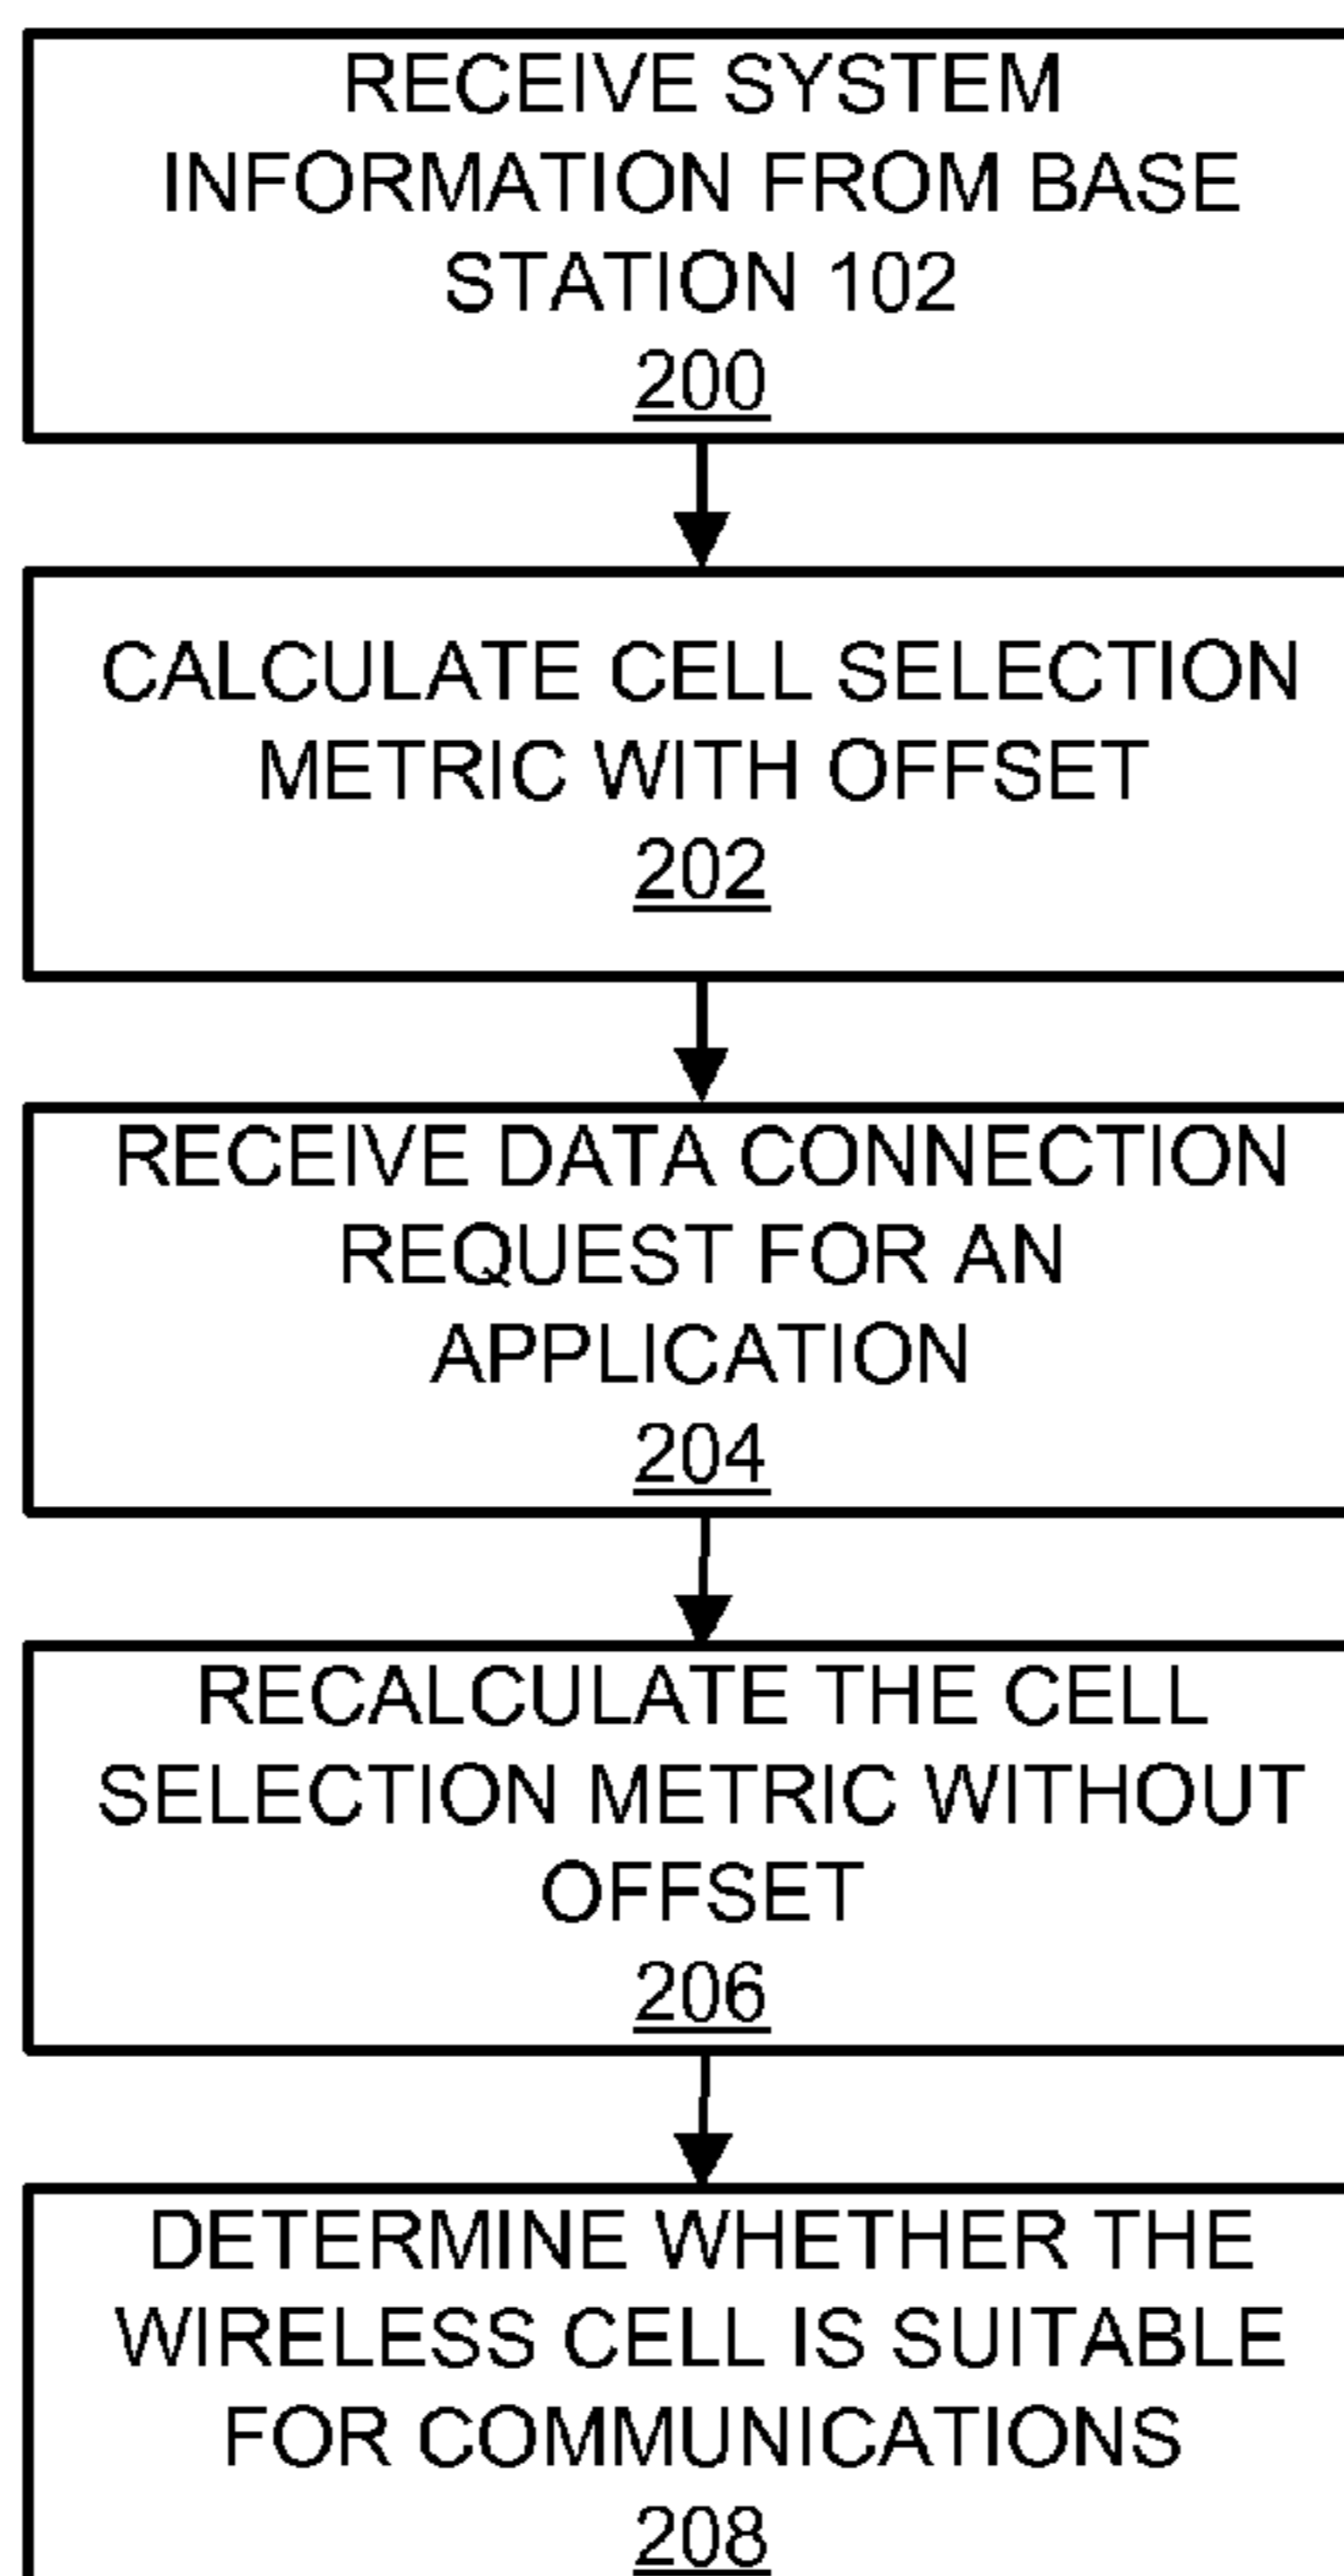 RECEIVE SYSTEM
INFORMATION FROM BASE
STATION 102
200
CALCULATE CELL SELECTION
METRIC WITH OFFSET
202
RECEIVE DATA CONNECTION
REQUEST FOR AN
APPLICATION
204
RECALCULATE THE CELL
SELECTION METRIC WITHOUT
OFFSET
206
DETERMINE WHETHER THE
WIRELESS CELL IS SUITABLE
FOR COMMUNICATIONS
208